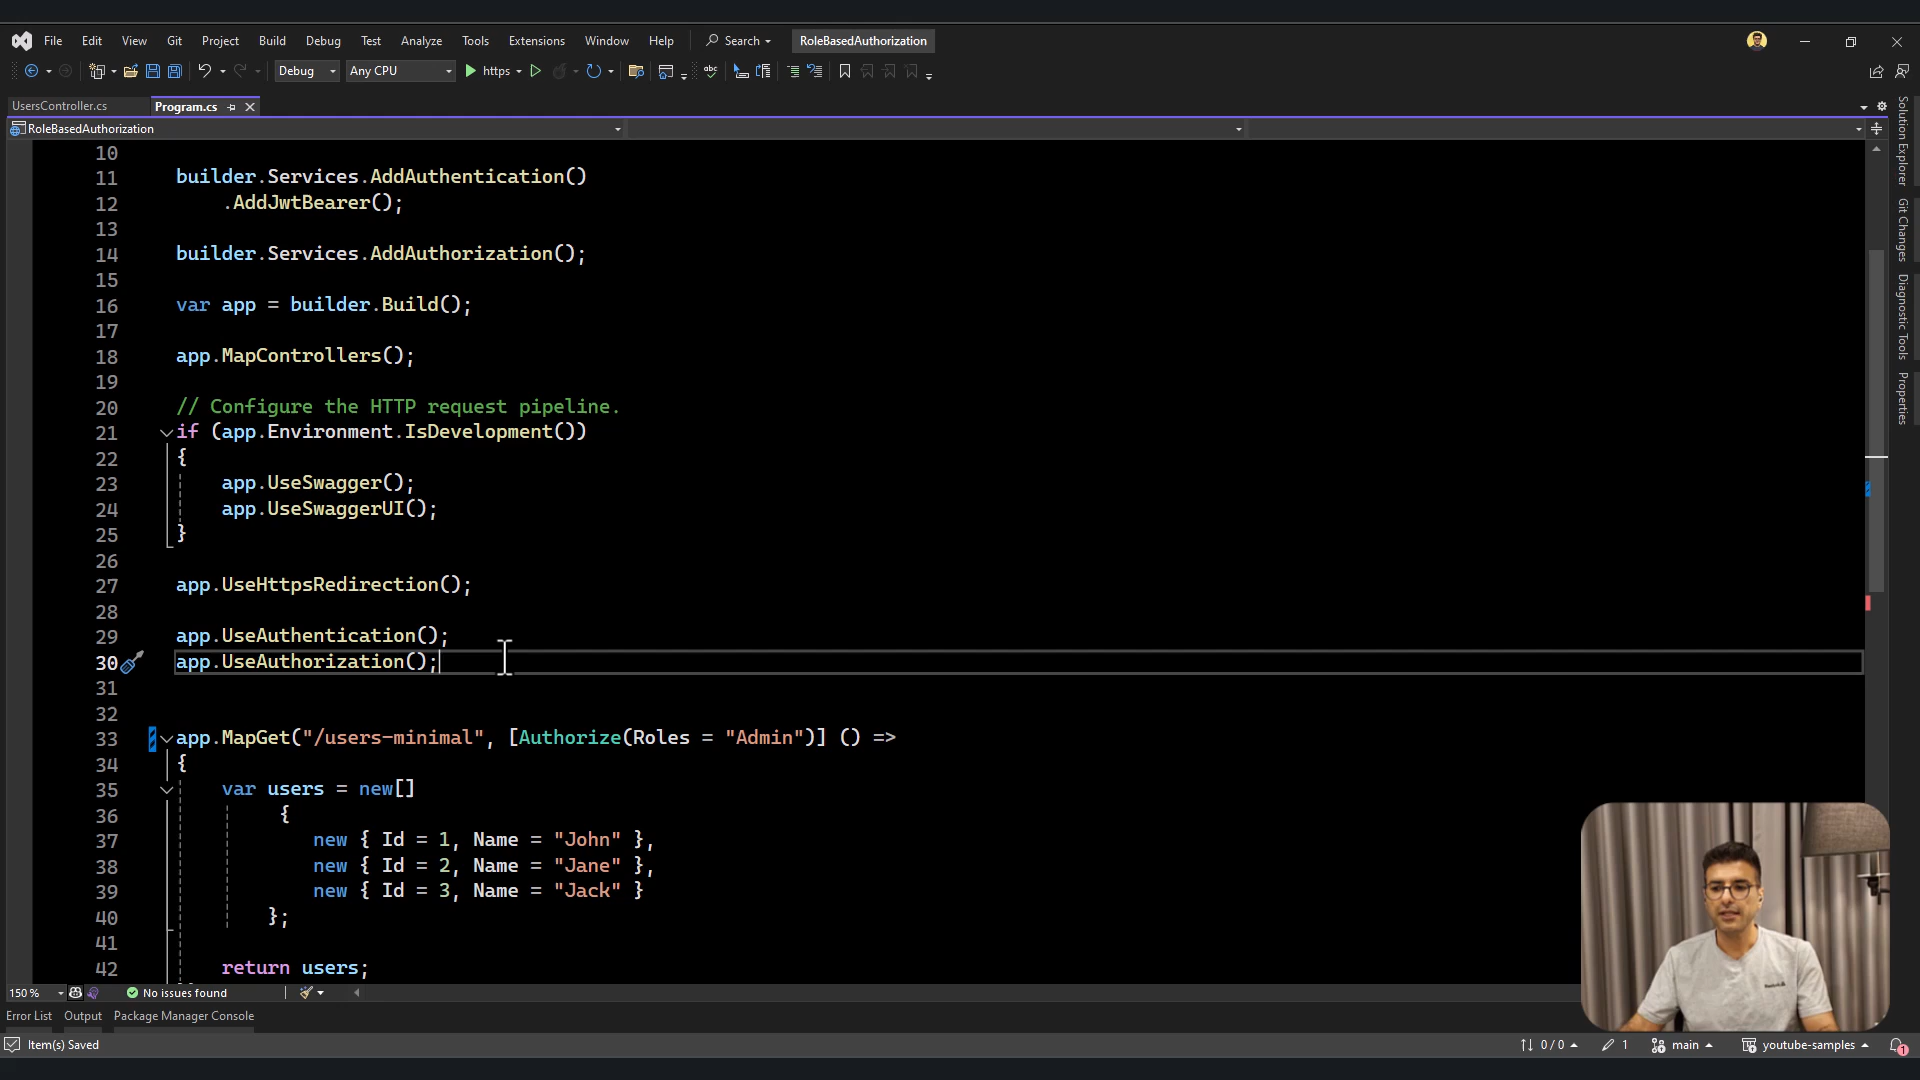 File Edit View Git Project Build Debug Test Analyze Tools Extensions Window Help Search RoleBasedAuthorization
Debug Any CPU https
UsersController.cs Program.cs
RoleBasedAuthorization
10
11 builder.Services.AddAuthentication()
12 .AddJwtBearer();
13
14 builder.Services.AddAuthorization();
15
16 var app = builder.Build();
17
18 app.MapControllers();
19
20 // Configure the HTTP request pipeline.
21 if (app.Environment.IsDevelopment())
22 {
23 app.UseSwagger();
24 app.UseSwaggerUI();
25 }
26
27 app.UseHttpsRedirection();
28
29 app.UseAuthentication();
30 app.UseAuthorization();
31
32
33 app.MapGet("/users-minimal", [Authorize(Roles = "Admin")] () =>
34 {
35 var users = new[]
36 {
37 new { Id = 1, Name = "John" },
38 new { Id = 2, Name = "Jane" },
39 new { Id = 3, Name = "Jack" }
40 };
41
42 return users;
Solution Explorer
Git Changes
Diagnostic Tools
Properties
150 % No issues found
Error List Output Package Manager Console
Item(s) Saved 0 / 0 1 main youtube-samples 1